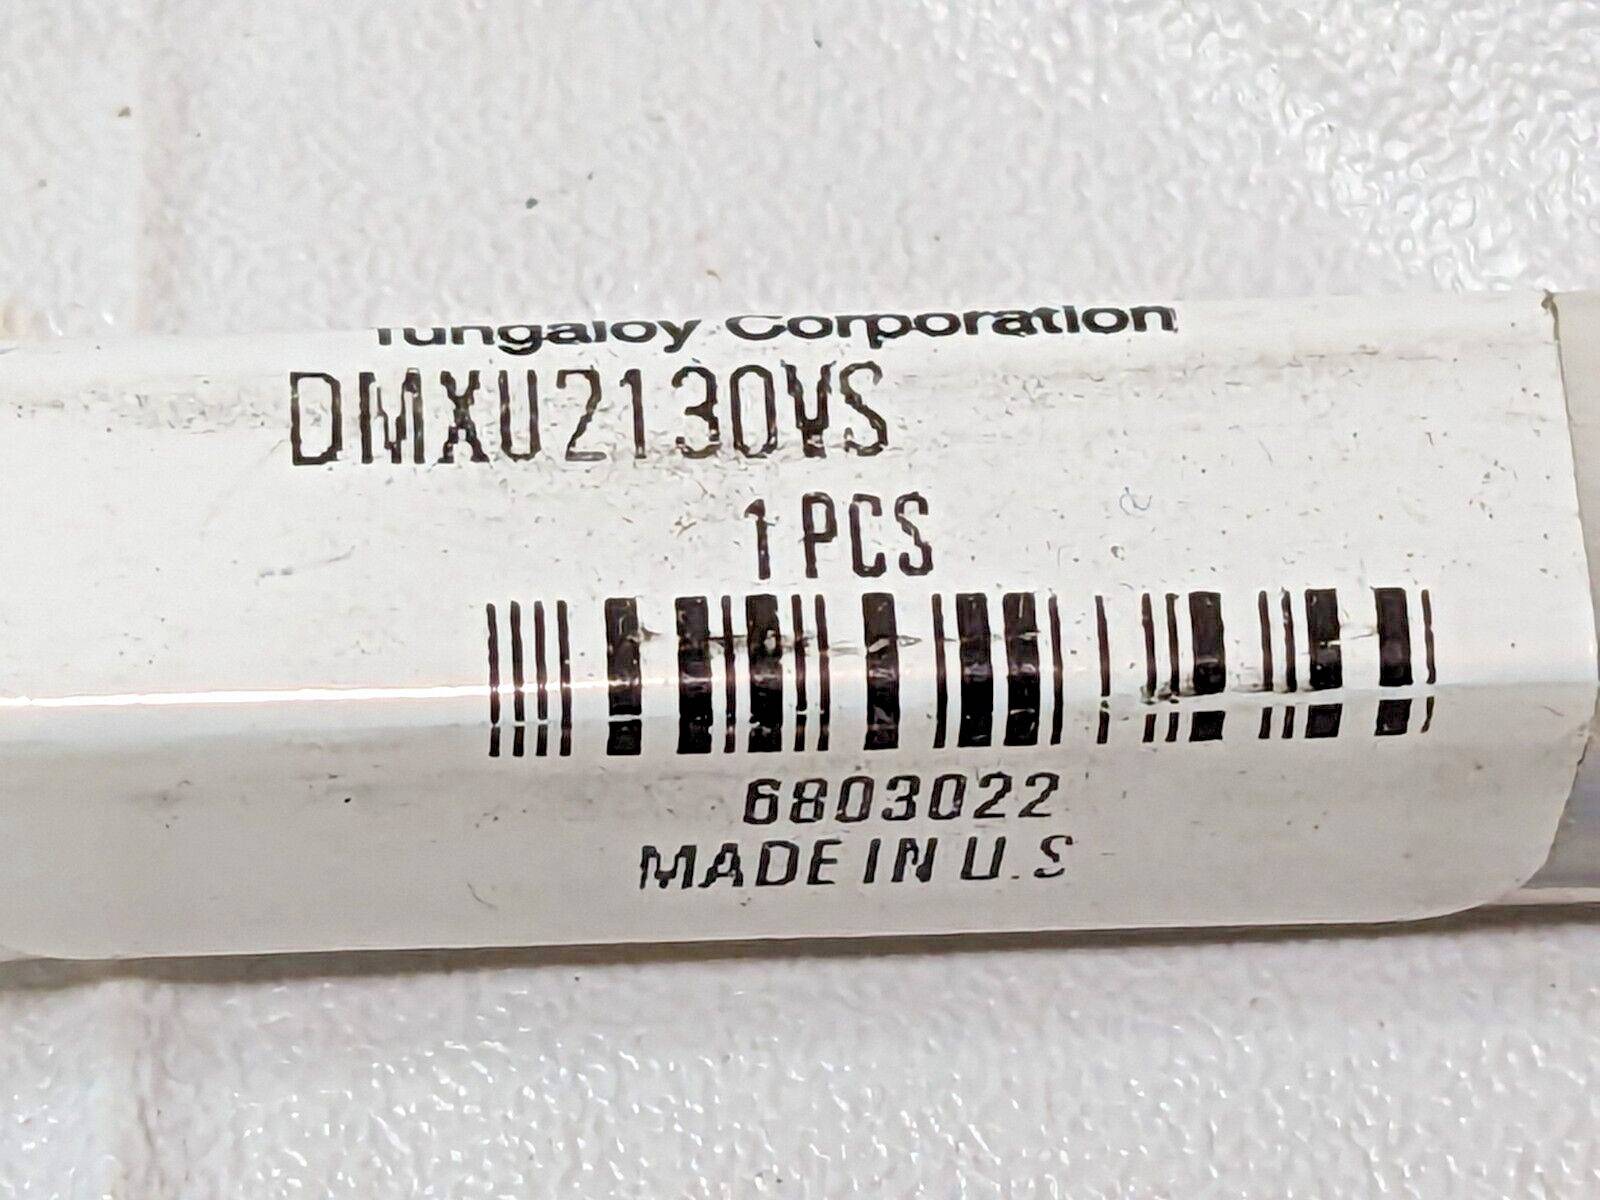 Tungaloy Corporation
DMXU2130VS
1 PCS
6803022
MADE IN U.S